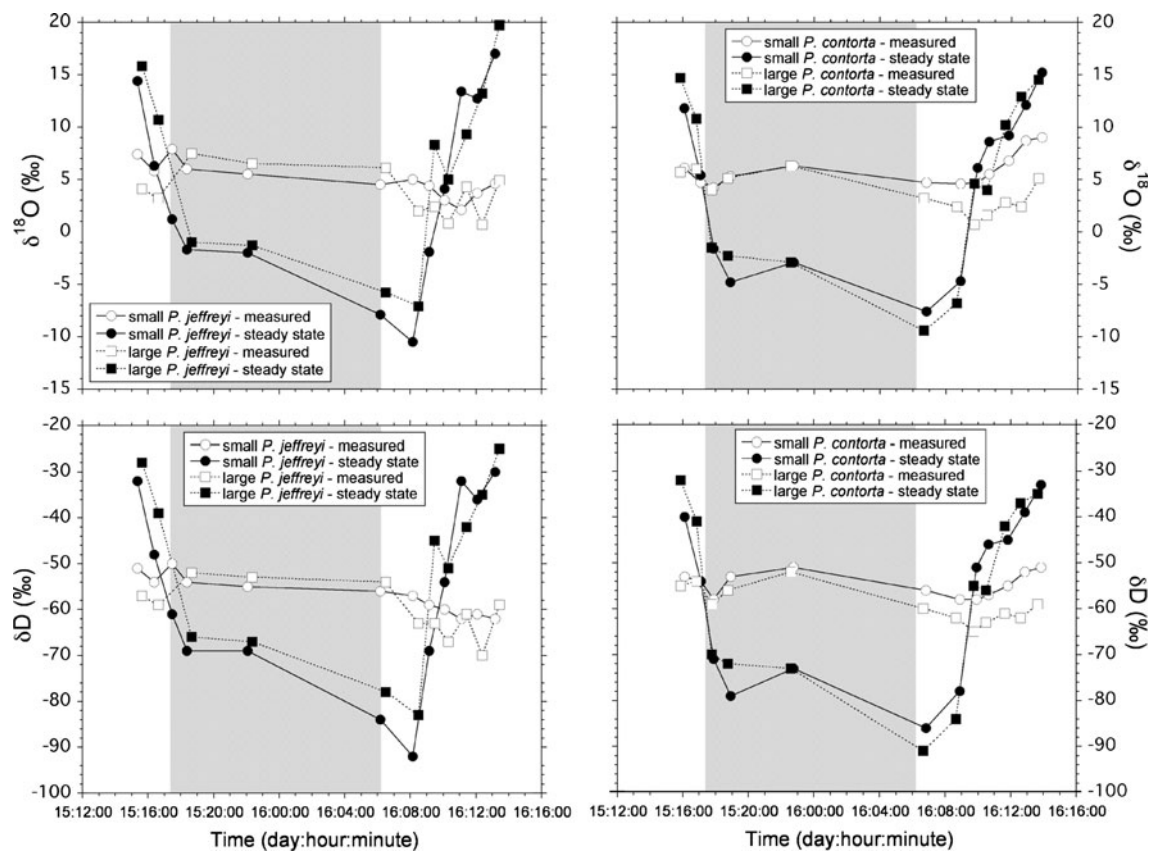 20
15
10
5
0
-5
-10
-15
δ 18O (‰)
small P. jeffreyi - measured
small P. jeffreyi - steady state
large P. jeffreyi - measured
large P. jeffreyi - steady state
small P. contorta - measured
small P. contorta - steady state
large P. contorta - measured
large P. contorta - steady state
20
15
10
5
0
-5
-10
-15
δ 18O (‰)
-20
-30
-40
-50
-60
-70
-80
-90
-100
δD (‰)
small P. jeffreyi - measured
small P. jeffreyi - steady state
large P. jeffreyi - measured
large P. jeffreyi - steady state
15:12:00 15:16:00 15:20:00 16:00:00 16:04:00 16:08:00 16:12:00 16:16:00
Time (day:hour:minute)
small P. contorta - measured
small P. contorta - steady state
large P. contorta - measured
large P. contorta - steady state
-20
-30
-40
-50
-60
-70
-80
-90
-100
δD (‰)
15:12:00 15:16:00 15:20:00 16:00:00 16:04:00 16:08:00 16:12:00 16:16:00
Time (day:hour:minute)